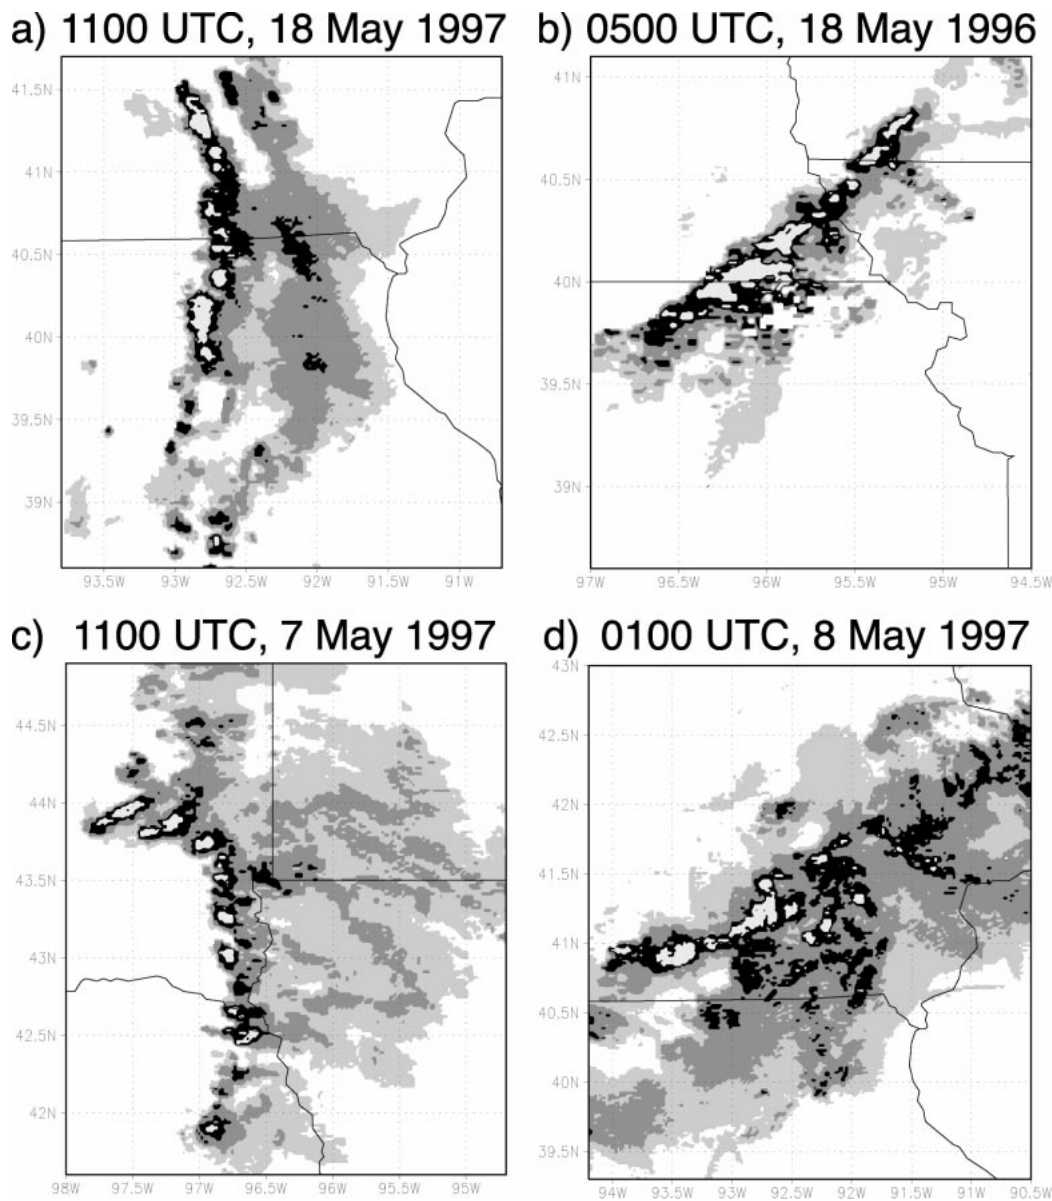 a) 1100 UTC, 18 May 1997
41.5N
41N
40.5N
40N
39.5N
39N
93.5W 93W 92.5W 92W 91.5W 91W
b) 0500 UTC, 18 May 1996
41N
40.5N
40N
39.5N
39N
97W 96.5W 96W 95.5W 95W 94.5W
c) 1100 UTC, 7 May 1997
44.5N
44N
43.5N
43N
42.5N
42N
98W 97.5W 97W 96.5W 96W 95.5W 95W
d) 0100 UTC, 8 May 1997
43N
42.5N
42N
41.5N
41N
40.5N
40N
39.5N
94W 93.5W 93W 92.5W 92W 91.5W 91W 90.5W